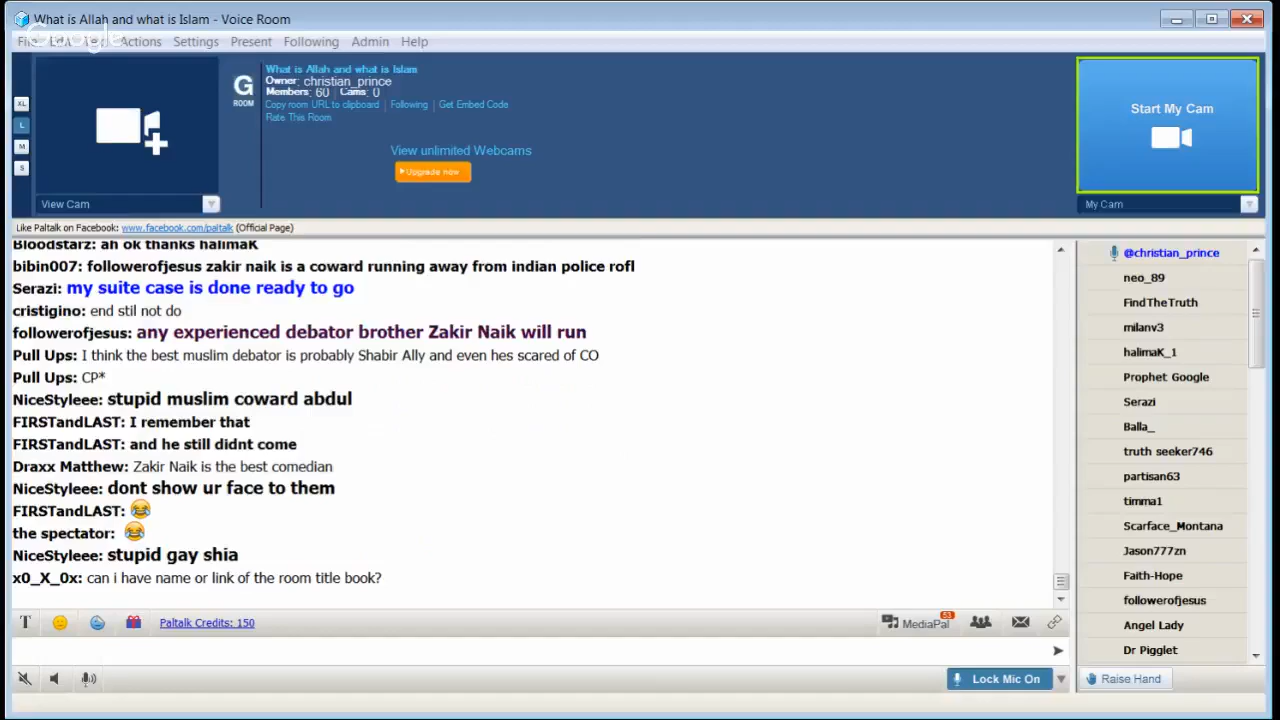 What is Allah and what is Islam - Voice Room
Google
Actions Settings Present Following Admin Help
XL
L
M
S
G
ROOM
What is Allah and what is Islam
Owner: christian_prince
Members: 60 | Cams: 0
Copy room URL to clipboard | Following | Get Embed Code
Rate This Room
View unlimited Webcams
Upgrade now
Start My Cam
View Cam
My Cam
Like Paltalk on Facebook: www.facebook.com/paltalk (Official Page)
Bloodstarz: ah ok thanks halimaK
bibin007: followerofjesus zakir naik is a coward running away from indian police rofl
Serazi: my suite case is done ready to go
cristigino: end stil not do
followerofjesus: any experienced debator brother Zakir Naik will run
Pull Ups: I think the best muslim debator is probably Shabir Ally and even hes scared of CO
Pull Ups: CP*
NiceStyleee: stupid muslim coward abdul
FIRSTandLAST: I remember that
FIRSTandLAST: and he still didnt come
Draxx Matthew: Zakir Naik is the best comedian
NiceStyleee: dont show ur face to them
FIRSTandLAST: 😂
the spectator: 😂
NiceStyleee: stupid gay shia
x0_X_0x: can i have name or link of the room title book?
@christian_prince
neo_89
FindTheTruth
milanv3
halimaK_1
Prophet Google
Serazi
Balla_
truth seeker746
partisan63
timma1
Scarface_Montana
Jason777zn
Faith-Hope
followerofjesus
Angel Lady
Dr Pigglet
T
Paltalk Credits: 150
MediaPal
53
Lock Mic On
Raise Hand